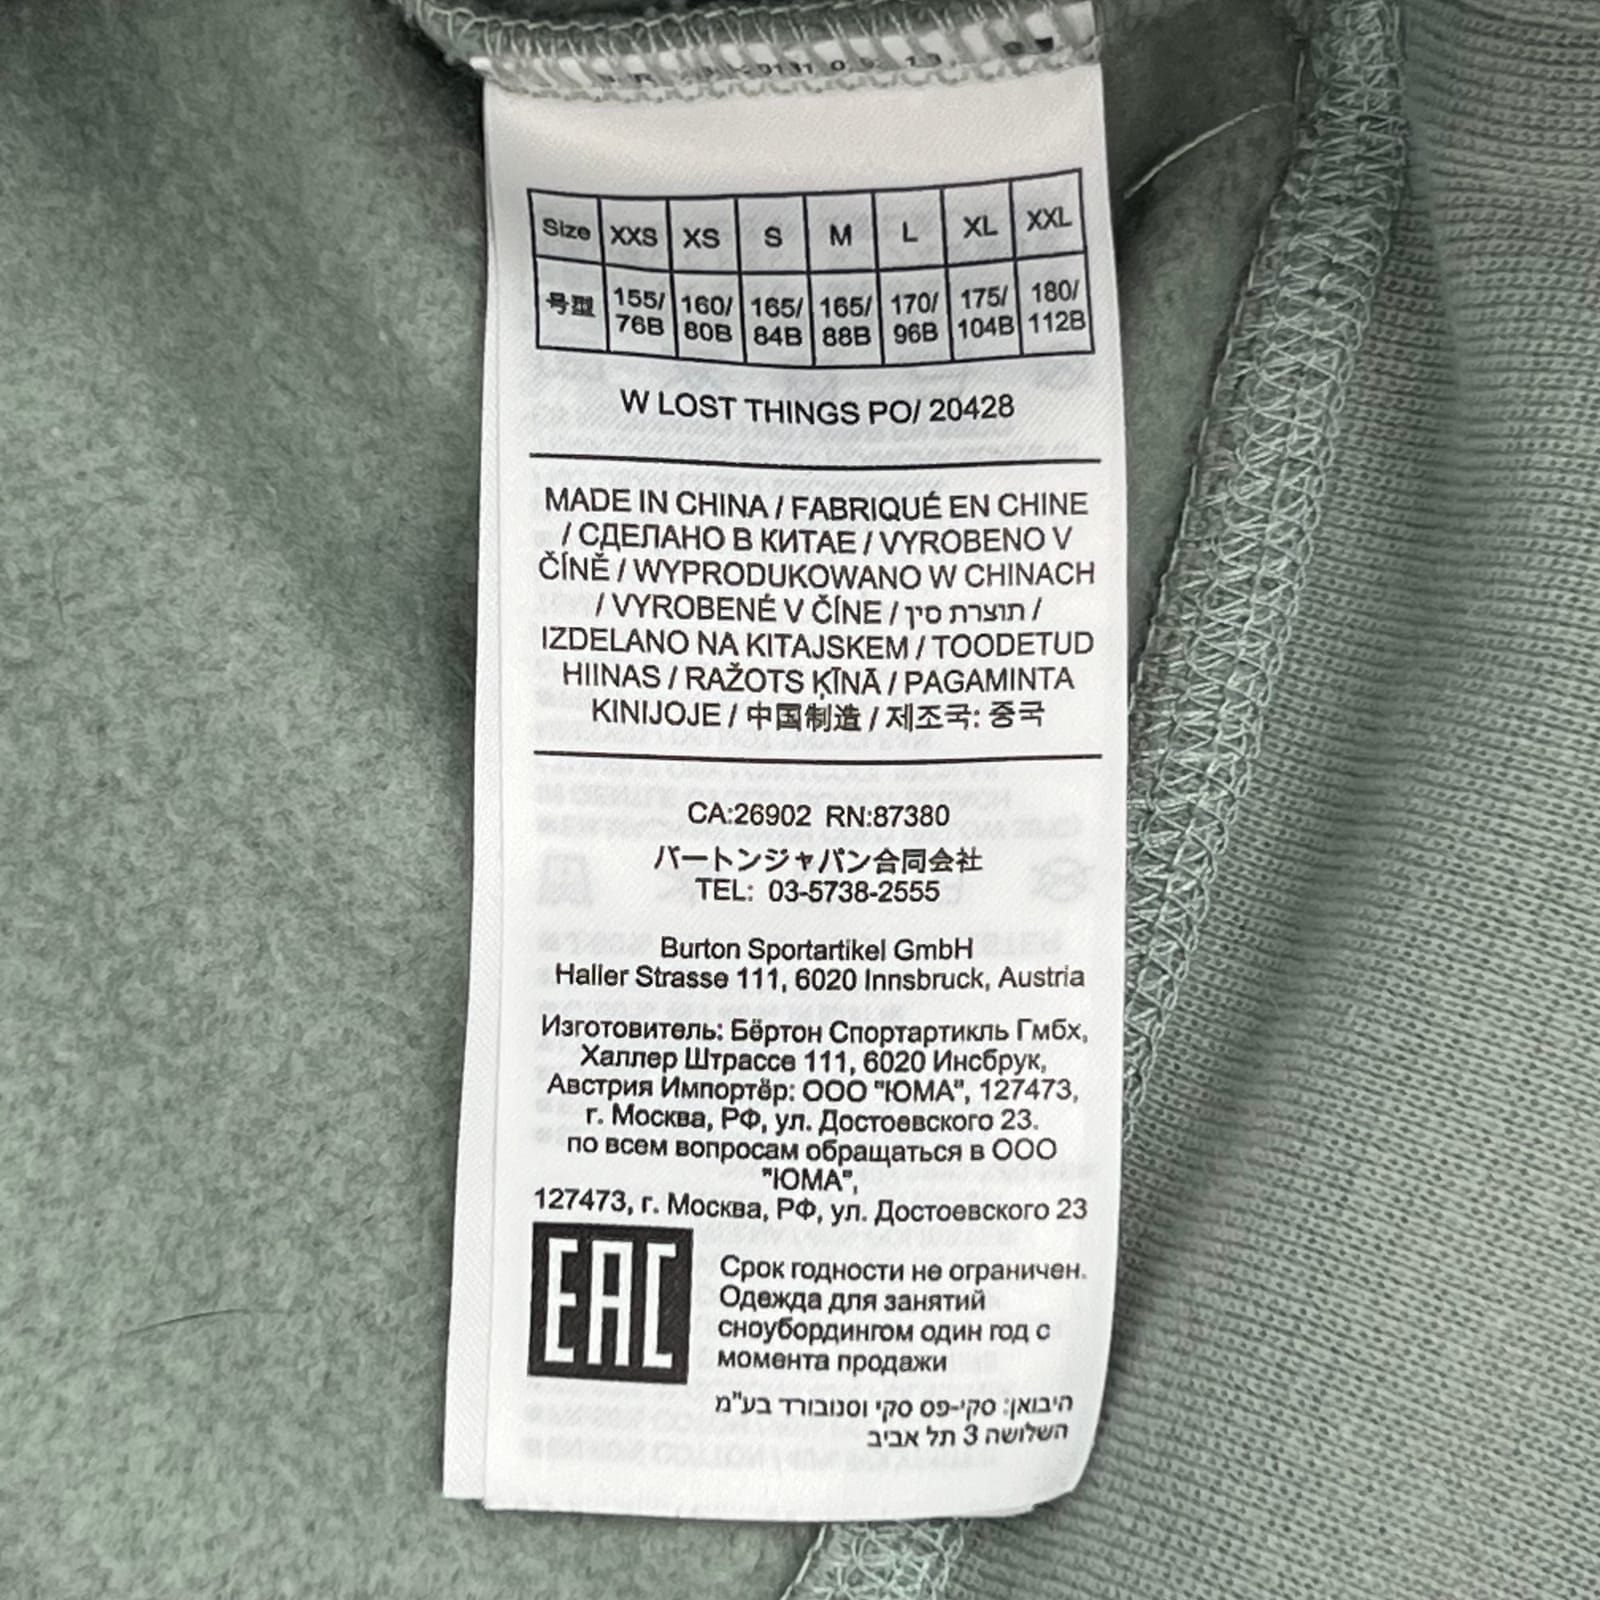 Size XXS XS S M L XL XXL
号型 155/ 160/ 165/ 165/ 170/ 175/ 180/
76B 80B 84B 88B 96B 104B 112B
W LOST THINGS PO/ 20428
MADE IN CHINA / FABRIQUÉ EN CHINE
/ СДЕЛАНО В КИТАЕ / VYROBENO V
ČÍNĚ / WYPRODUKOWANO W CHINACH
/ VYROBENÉ V ČÍNE / תוצרת סין /
IZDELANO NA KITAJSKEM / TOODETUD
HIINAS / RAŽOTS ĶĪNĀ / PAGAMINTA
KINIJOJE / 中国制造 / 제조국: 중국
CA:26902 RN:87380
バートンジャパン合同会社
TEL: 03-5738-2555
Burton Sportartikel GmbH
Haller Strasse 111, 6020 Innsbruck, Austria
Изготовитель: Бёртон Спортартикль Гмбх,
Халлер Штрассе 111, 6020 Инсбрук,
Австрия Импортёр: ООО "ЮМА", 127473,
г. Москва, РФ, ул. Достоевского 23.
по всем вопросам обращаться в ООО
"ЮМА",
127473, г. Москва, РФ, ул. Достоевского 23
EAC
Срок годности не ограничен.
Одежда для занятий
сноубордингом один год с
момента продажи
היבואן: סקי-פס סקי וסנובורד בע"מ
השלושה 3 תל אביב